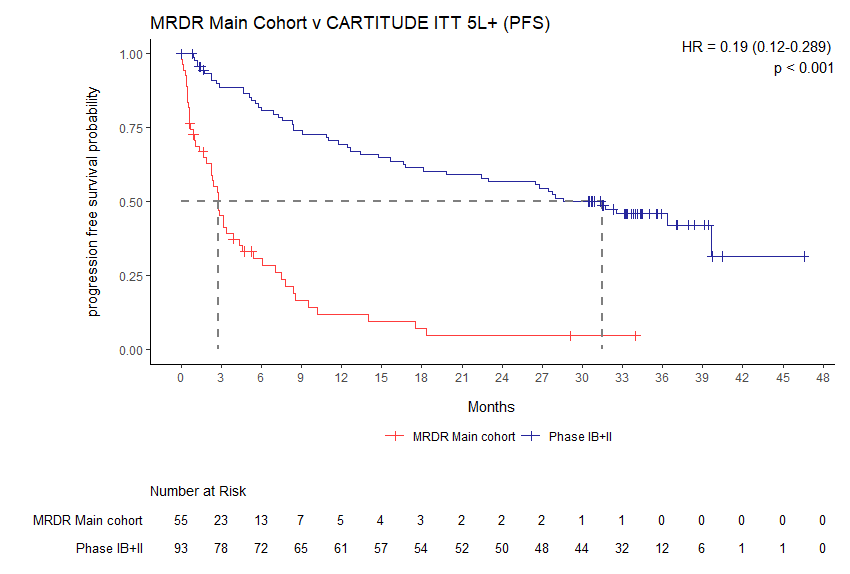 MRDR Main Cohort v CARTITUDE ITT 5L+ (PFS)
HR = 0.19 (0.12-0.289)
p < 0.001
progression free survival probability
1.00
0.75
0.50
0.25
0.00
0 3 6 9 12 15 18 21 24 27 30 33 36 39 42 45 48
Months
MRDR Main cohort Phase IB+II
Number at Risk
MRDR Main cohort 55 23 13 7 5 4 3 2 2 2 1 1 0 0 0 0 0
Phase IB+II 93 78 72 65 61 57 54 52 50 48 44 32 12 6 1 1 0